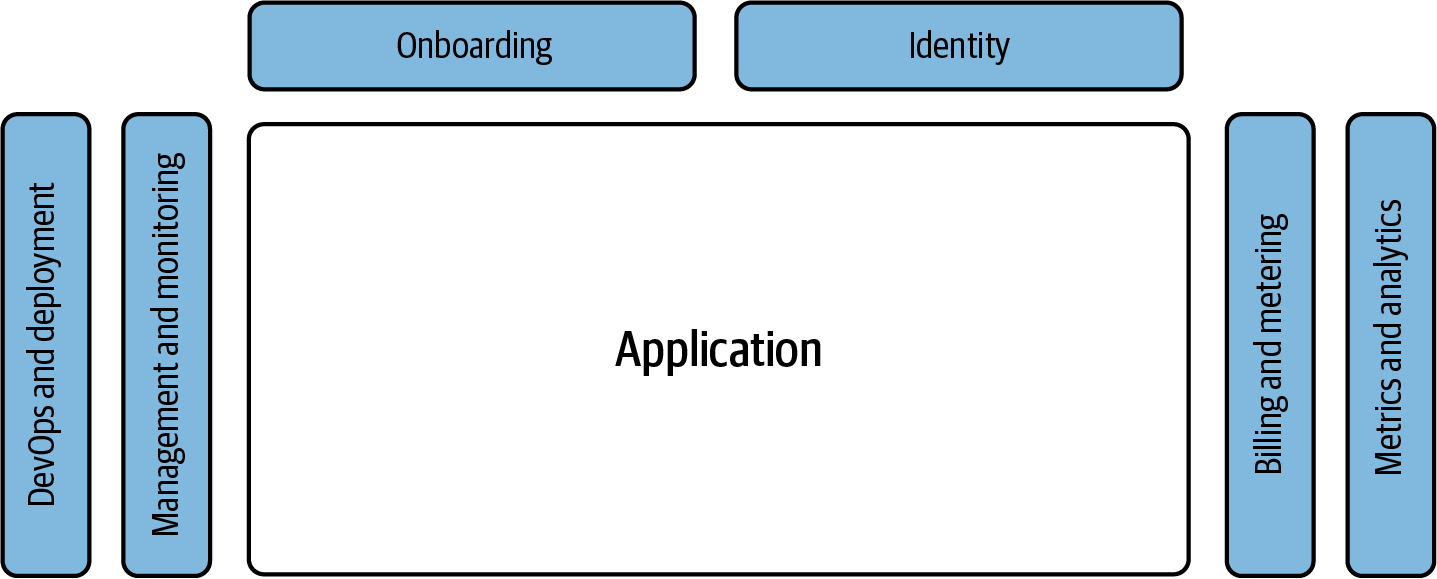 Onboarding
Identity
DevOps and deployment
Management and monitoring
Application
Billing and metering
Metrics and analytics